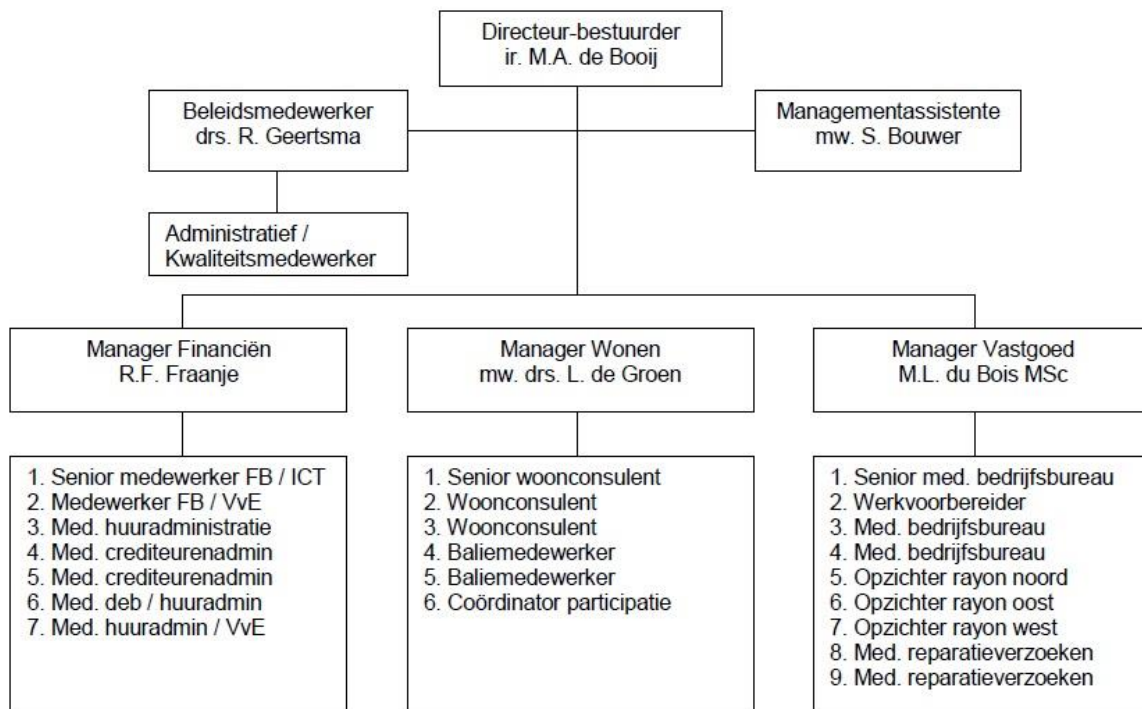 Directeur-bestuurder
ir. M.A. de Booij
Beleidsmedewerker
drs. R. Geertsma
Managementassistente
mw. S. Bouwer
Administratief /
Kwaliteitsmedewerker
Manager Financiën
R.F. Fraanje
Manager Wonen
mw. drs. L. de Groen
Manager Vastgoed
M.L. du Bois MSc
1. Senior medewerker FB / ICT
2. Medewerker FB / VvE
3. Med. huuradministratie
4. Med. crediteurenadmin
5. Med. crediteurenadmin
6. Med. deb / huuradmin
7. Med. huuradmin / VvE
1. Senior woonconsulent
2. Woonconsulent
3. Woonconsulent
4. Baliemedewerker
5. Baliemedewerker
6. Coördinator participatie
1. Senior med. bedrijfsbureau
2. Werkvoorbereider
3. Med. bedrijfsbureau
4. Med. bedrijfsbureau
5. Opzichter rayon noord
6. Opzichter rayon oost
7. Opzichter rayon west
8. Med. reparatieverzoeken
9. Med. reparatieverzoeken